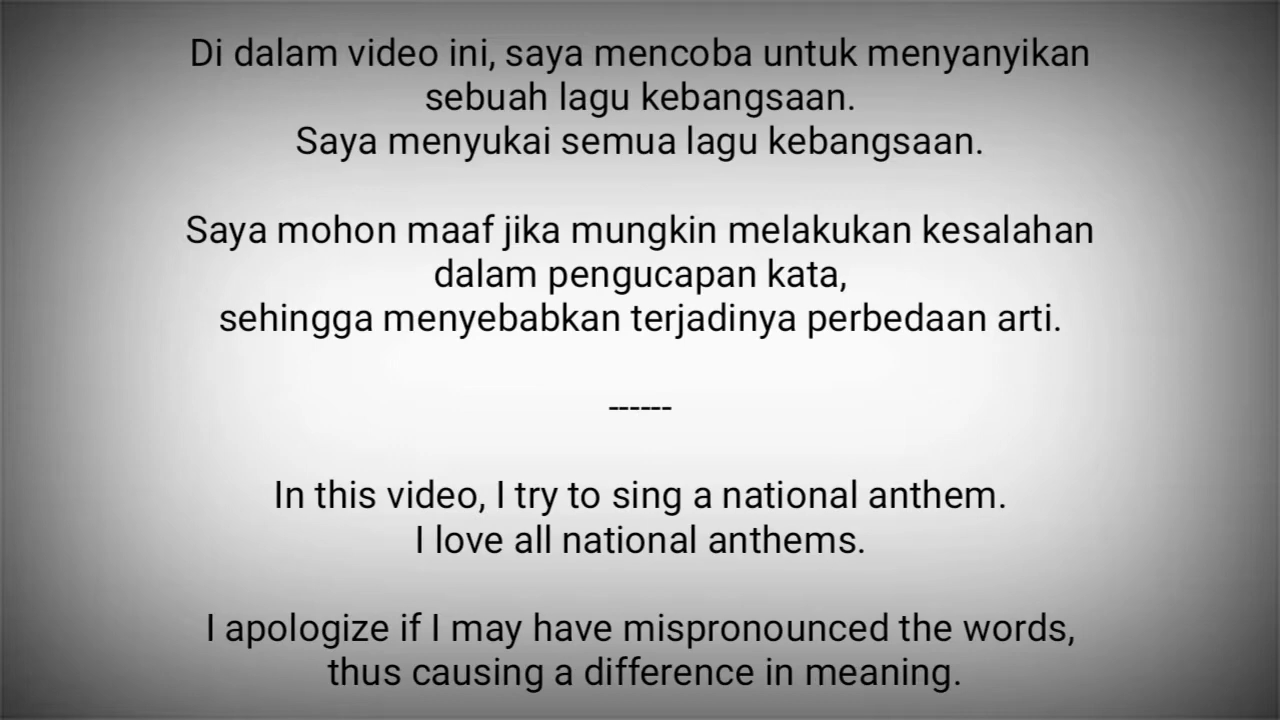 Di dalam video ini, saya mencoba untuk menyanyikan
sebuah lagu kebangsaan.
Saya menyukai semua lagu kebangsaan.
Saya mohon maaf jika mungkin melakukan kesalahan
dalam pengucapan kata,
sehingga menyebabkan terjadinya perbedaan arti.
------
In this video, I try to sing a national anthem.
I love all national anthems.
I apologize if I may have mispronounced the words,
thus causing a difference in meaning.